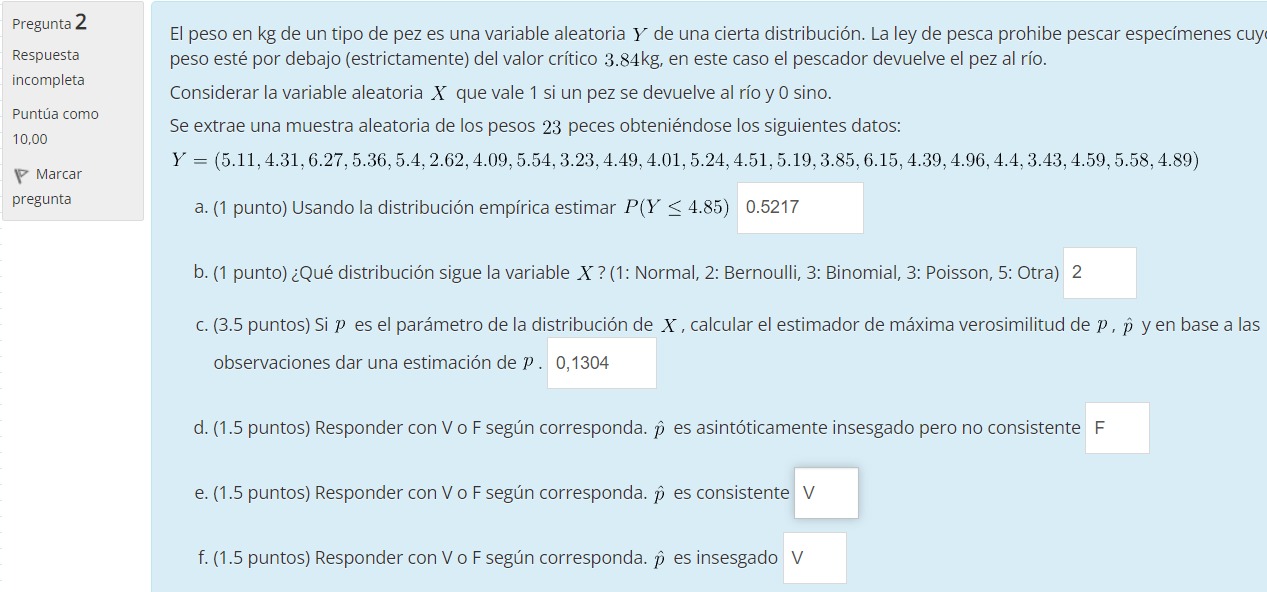 Pregunta 2
Respuesta
incompleta
Puntúa como
10,00
Marcar
pregunta
El peso en kg de un tipo de pez es una variable aleatoria Y de una cierta distribución. La ley de pesca prohibe pescar especímenes cuyo
peso esté por debajo (estrictamente) del valor crítico 3.84kg, en este caso el pescador devuelve el pez al río.
Considerar la variable aleatoria X que vale 1 si un pez se devuelve al río y 0 sino.
Se extrae una muestra aleatoria de los pesos 23 peces obteniéndose los siguientes datos:
Y = (5.11, 4.31, 6.27, 5.36, 5.4, 2.62, 4.09, 5.54, 3.23, 4.49, 4.01, 5.24, 4.51, 5.19, 3.85, 6.15, 4.39, 4.96, 4.4, 3.43, 4.59, 5.58, 4.89)
a. (1 punto) Usando la distribución empírica estimar P(Y ≤ 4.85) 0.5217
b. (1 punto) ¿Qué distribución sigue la variable X? (1: Normal, 2: Bernoulli, 3: Binomial, 3: Poisson, 5: Otra) 2
c. (3.5 puntos) Si p es el parámetro de la distribución de X, calcular el estimador de máxima verosimilitud de p, p̂ y en base a las
observaciones dar una estimación de p. 0,1304
d. (1.5 puntos) Responder con V o F según corresponda. p̂ es asintóticamente insesgado pero no consistente F
e. (1.5 puntos) Responder con V o F según corresponda. p̂ es consistente V
f. (1.5 puntos) Responder con V o F según corresponda. p̂ es insesgado V